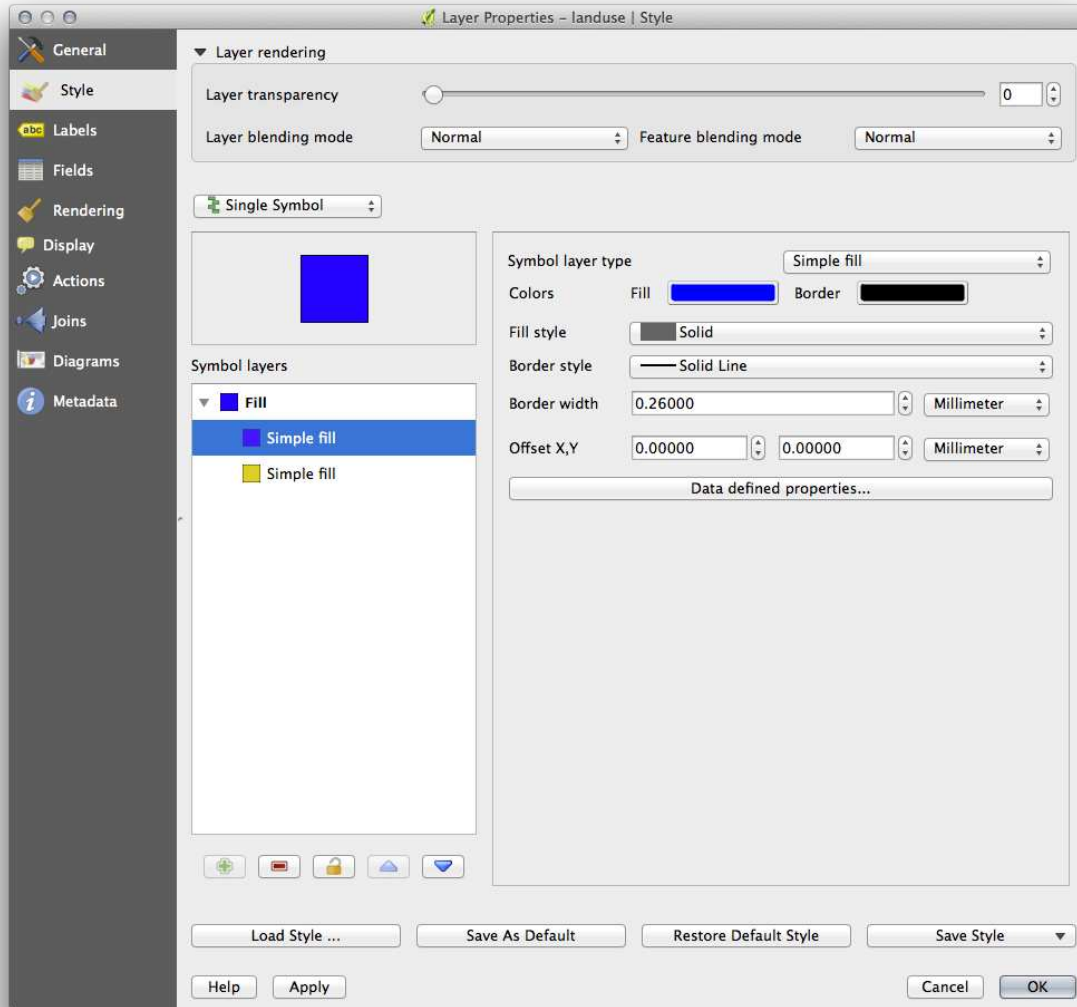 Layer Properties - landuse | Style
General
Style
abc Labels
Fields
Rendering
Display
Actions
Joins
i Metadata
Diagrams
Layer rendering
Layer transparency 0
Layer blending mode Normal Feature blending mode Normal
Single Symbol
Symbol layers
Fill
Simple fill
Simple fill
Symbol layer type Simple fill
Colors Fill Border
Fill style Solid
Border style Solid Line
Border width 0.26000 Millimeter
Offset X,Y 0.00000 0.00000 Millimeter
Data defined properties...
Load Style ... Save As Default Restore Default Style Save Style
Help Apply Cancel OK